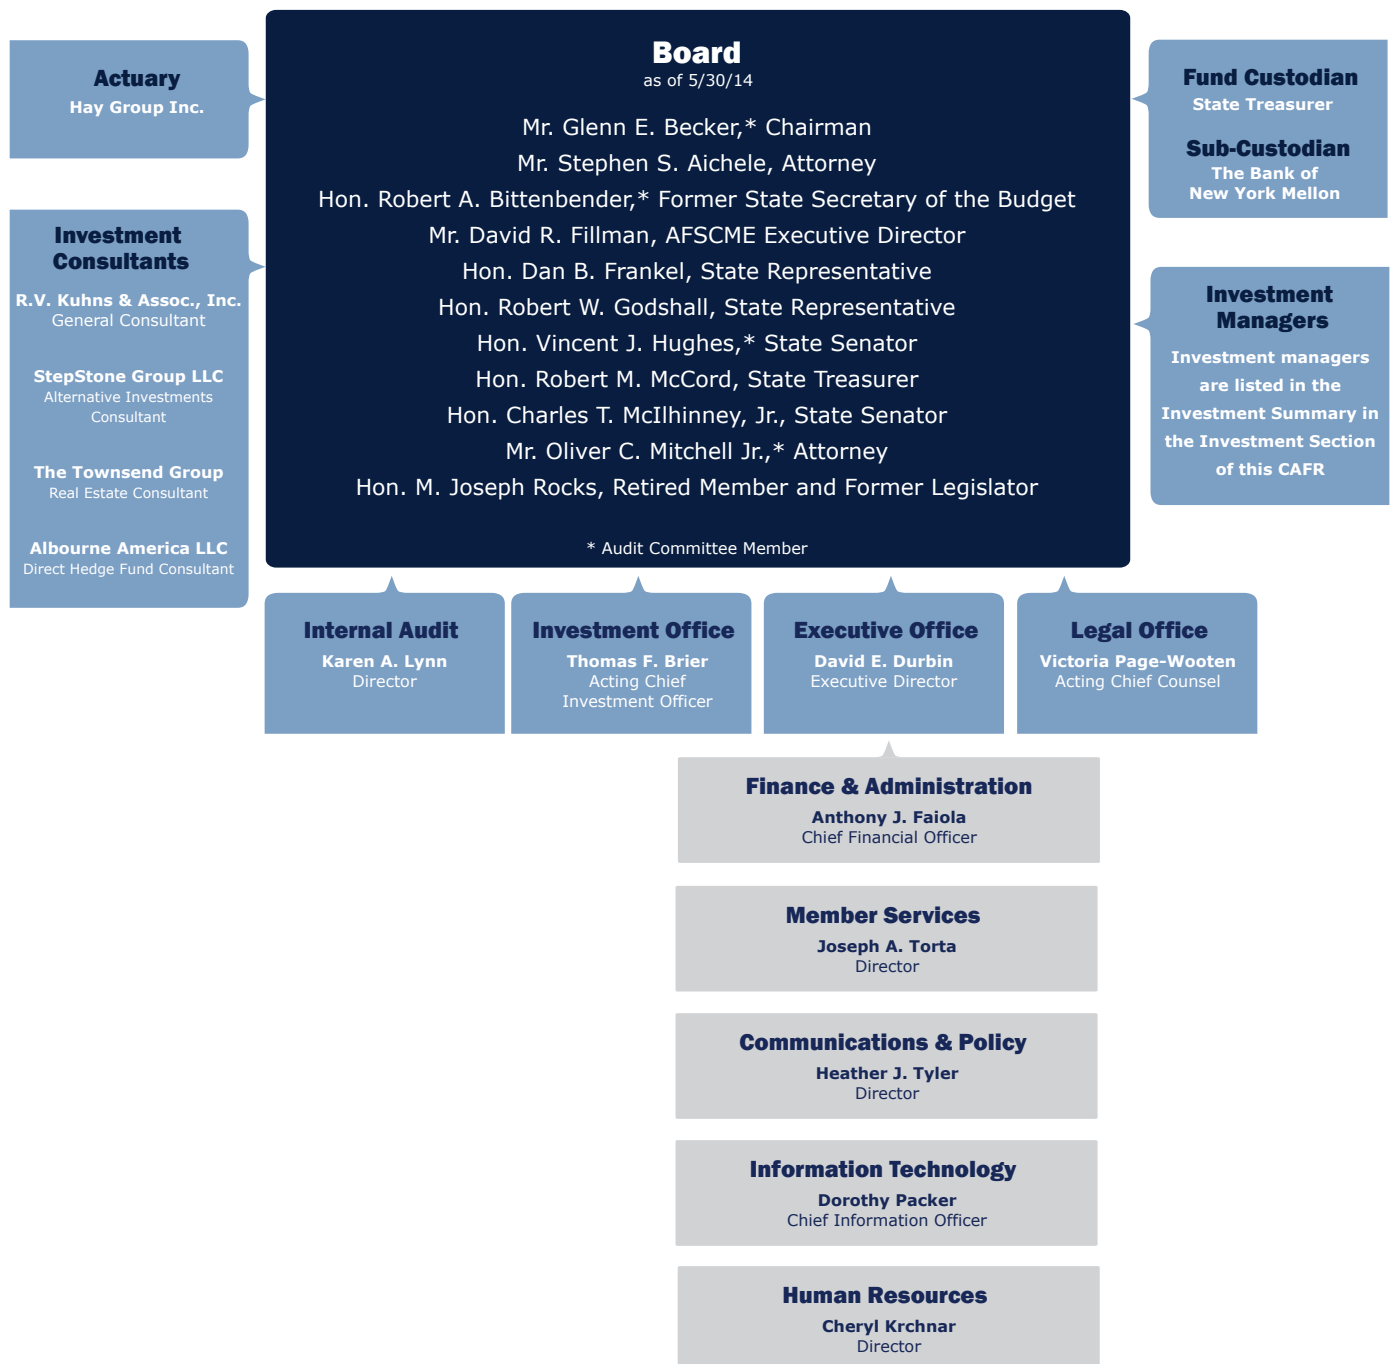 Board
as of 5/30/14
Mr. Glenn E. Becker,* Chairman
Mr. Stephen S. Aichele, Attorney
Hon. Robert A. Bittenbender,* Former State Secretary of the Budget
Mr. David R. Fillman, AFSCME Executive Director
Hon. Dan B. Frankel, State Representative
Hon. Robert W. Godshall, State Representative
Hon. Vincent J. Hughes,* State Senator
Hon. Robert M. McCord, State Treasurer
Hon. Charles T. McIlhinney, Jr., State Senator
Mr. Oliver C. Mitchell Jr.,* Attorney
Hon. M. Joseph Rocks, Retired Member and Former Legislator
* Audit Committee Member
Actuary
Hay Group Inc.
Investment
Consultants
R.V. Kuhns & Assoc., Inc.
General Consultant
StepStone Group LLC
Alternative Investments
Consultant
The Townsend Group
Real Estate Consultant
Albourne America LLC
Direct Hedge Fund Consultant
Fund Custodian
State Treasurer
Sub-Custodian
The Bank of
New York Mellon
Investment
Managers
Investment managers
are listed in the
Investment Summary in
the Investment Section
of this CAFR
Internal Audit
Karen A. Lynn
Director
Investment Office
Thomas F. Brier
Acting Chief
Investment Officer
Executive Office
David E. Durbin
Executive Director
Legal Office
Victoria Page-Wooten
Acting Chief Counsel
Finance & Administration
Anthony J. Faiola
Chief Financial Officer
Member Services
Joseph A. Torta
Director
Communications & Policy
Heather J. Tyler
Director
Information Technology
Dorothy Packer
Chief Information Officer
Human Resources
Cheryl Krchnar
Director